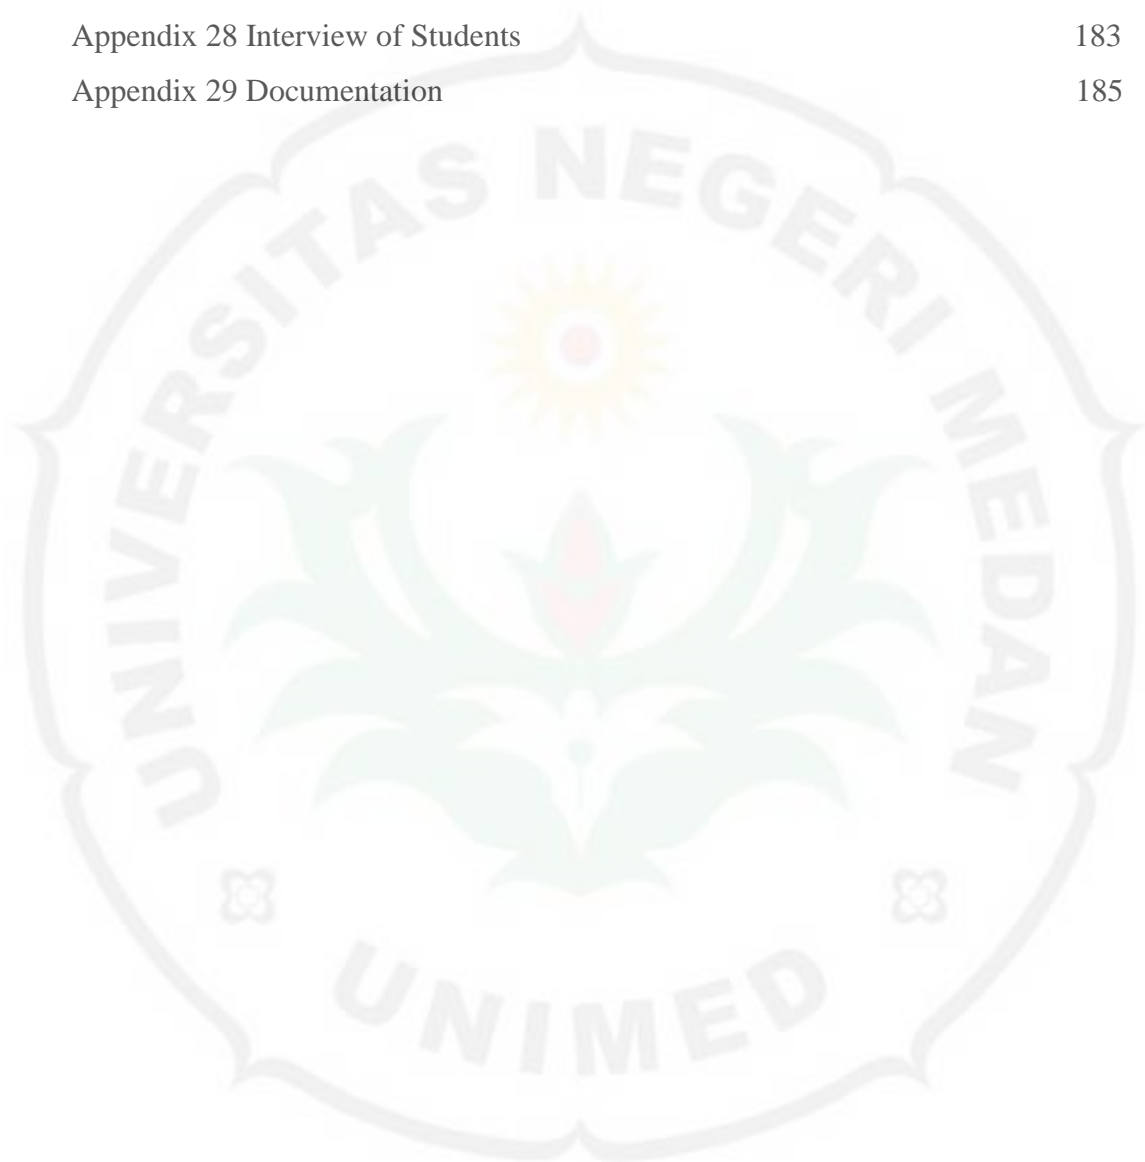 Appendix 28 Interview of Students 183
Appendix 29 Documentation 185
UNIVERSITAS NEGERI MEDAN
UNIMED